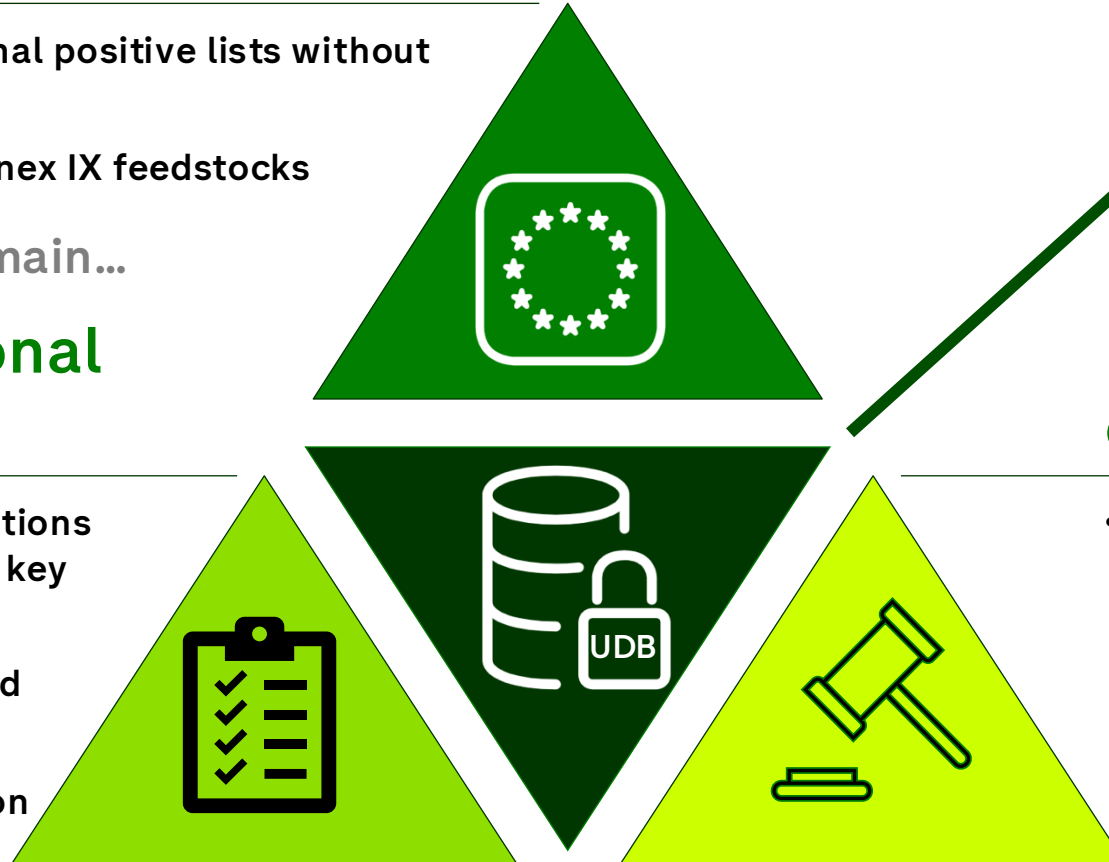 nal positive lists without
nex IX feedstocks
main…
onal
tions
key
d
on
UDB